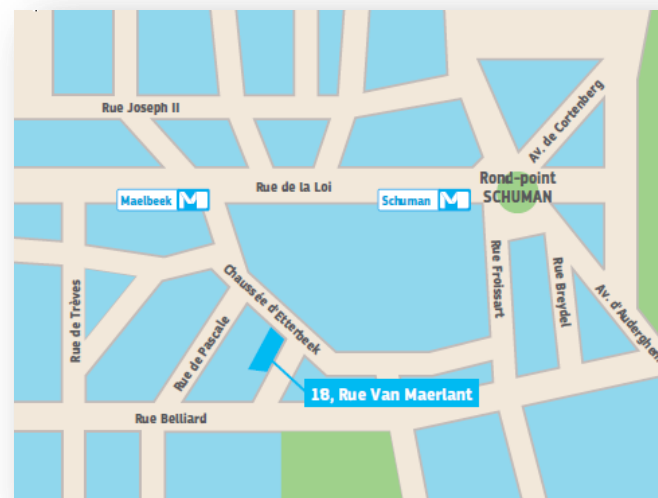 Rue Joseph II
Av. de Cortenberg
Rue de la Loi
Rond-point
SCHUMAN
Maelbeek M
Schuman M
Rue de Trèves
Chaussée d'Etterbeek
Rue Froissart
Rue Breydel
Av. d'Auderghem
Rue de Pascale
18, Rue Van Maerlant
Rue Belliard